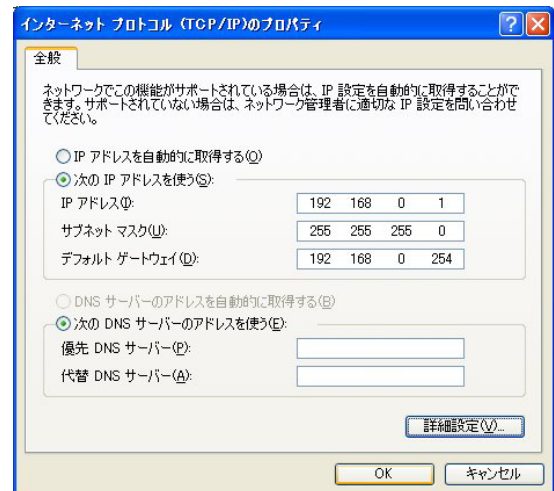 インターネット プロトコル (TCP/IP)のプロパティ
全般
ネットワークでこの機能がサポートされている場合は、IP 設定を自動的に取得することがで
きます。サポートされていない場合は、ネットワーク管理者に適切な IP 設定を問い合わせ
てください。
IP アドレスを自動的に取得する(O)
次の IP アドレスを使う(S):
IP アドレス(I): 192 168 0 1
サブネット マスク(U): 255 255 255 0
デフォルト ゲートウェイ(D): 192 168 0 254
DNS サーバーのアドレスを自動的に取得する(B)
次の DNS サーバーのアドレスを使う(E):
優先 DNS サーバー(P):
代替 DNS サーバー(A):
詳細設定(V)...
OK キャンセル